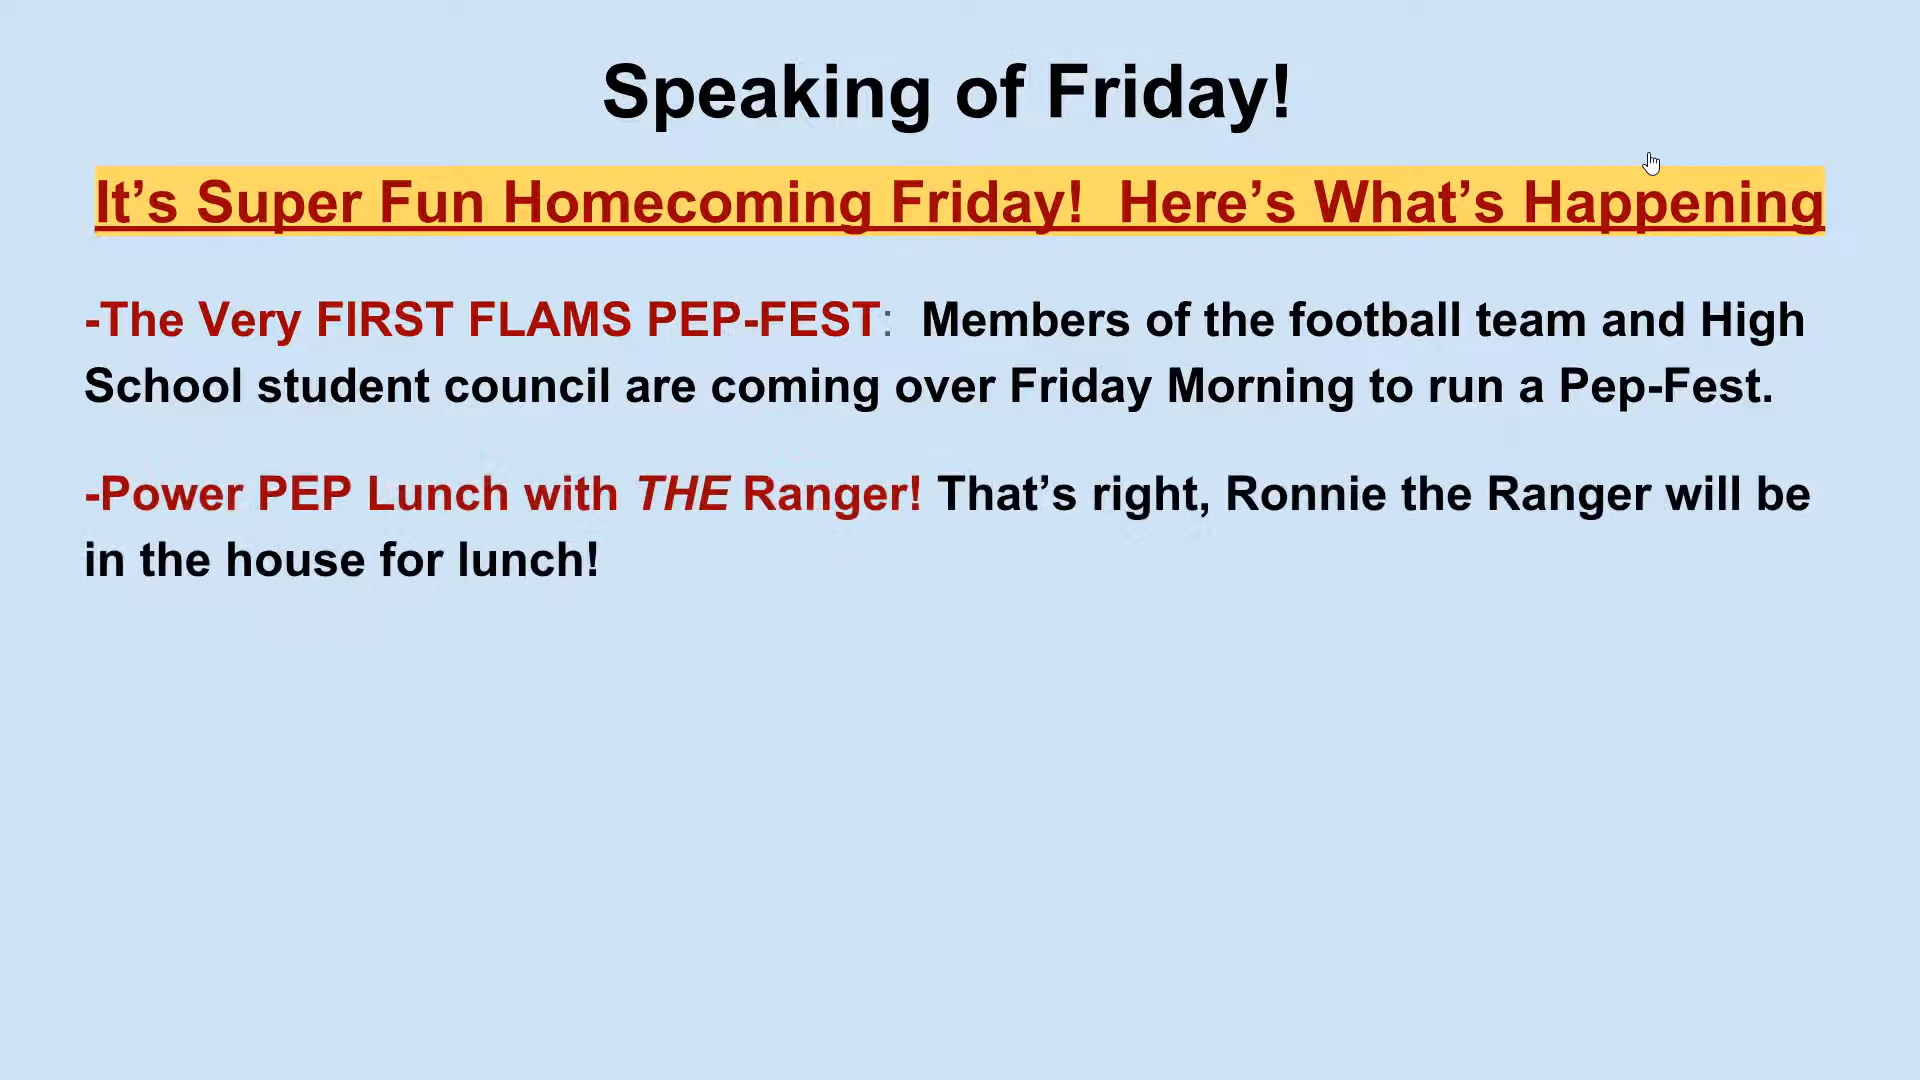 Speaking of Friday!
It’s Super Fun Homecoming Friday!  Here’s What’s Happening
-The Very FIRST FLAMS PEP-FEST:  Members of the football team and High
School student council are coming over Friday Morning to run a Pep-Fest.
-Power PEP Lunch with THE Ranger! That’s right, Ronnie the Ranger will be
in the house for lunch!